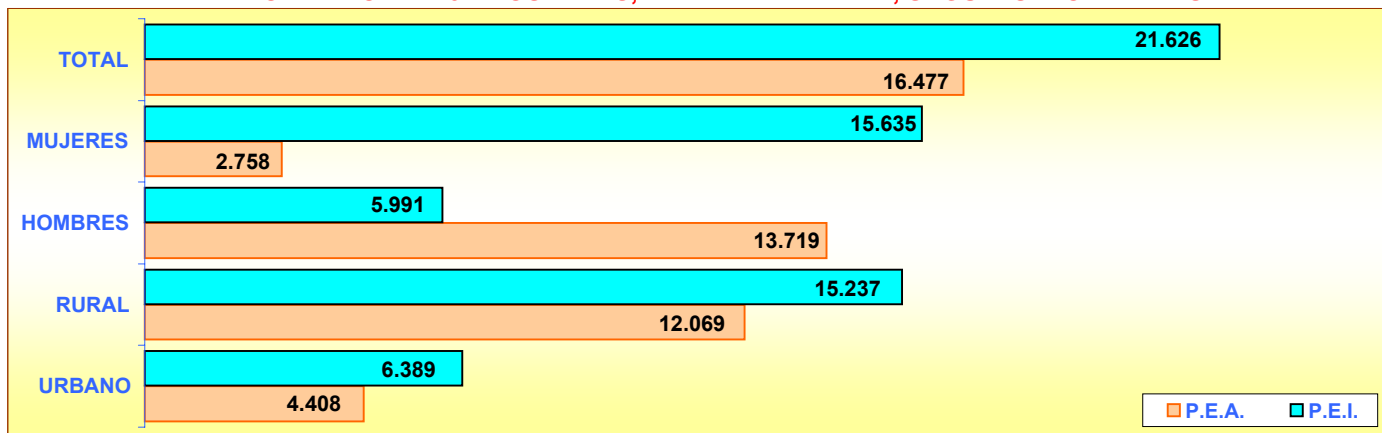 TOTAL
21.626
16.477
MUJERES
15.635
2.758
HOMBRES
5.991
13.719
RURAL
15.237
12.069
URBANO
6.389
4.408
P.E.A. P.E.I.